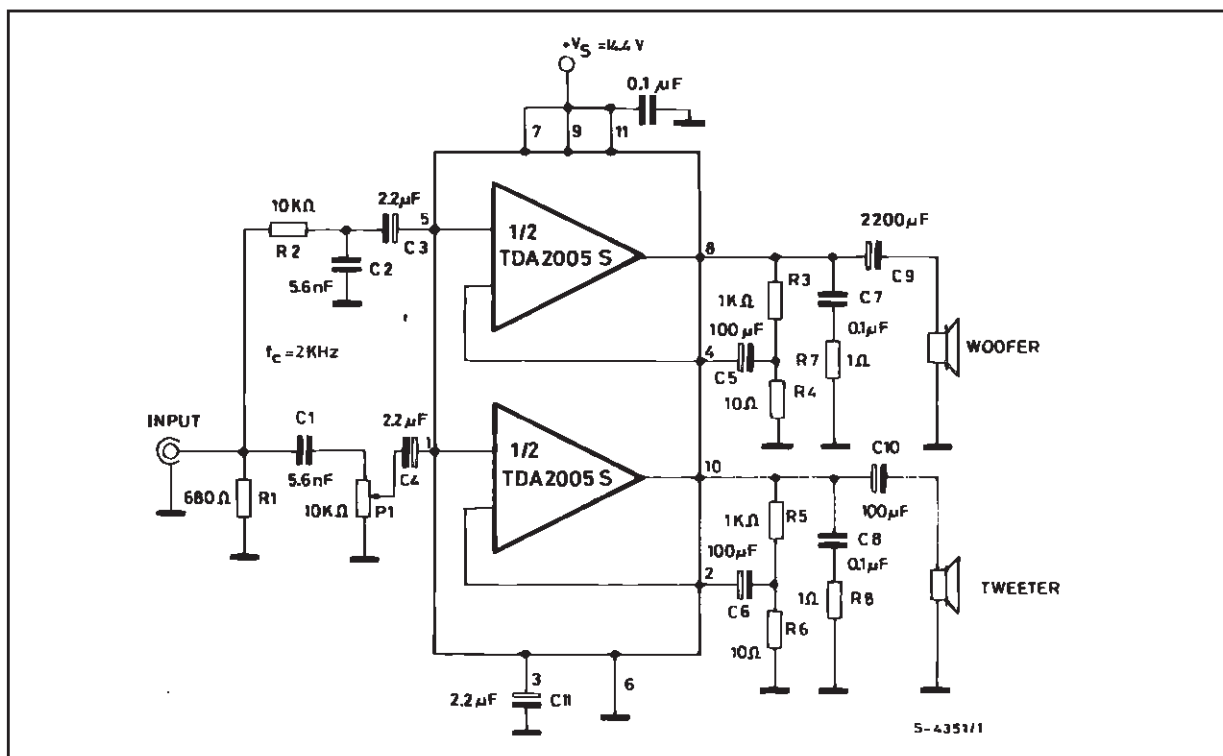 +VS =14.4 V
0.1 µF
7
9
11
10KΩ
R2
2.2µF
5
C3
C2
5.6nF
1/2
TDA2005 S
8
2200µF
C9
R3
1KΩ
C7
0.1µF
100µF
4
C5
R7
1Ω
R4
10Ω
WOOFER
fc =2KHz
INPUT
C1
2.2µF
1
5.6nF
C4
680Ω
R1
10KΩ
P1
1/2
TDA2005 S
10
C10
100µF
1KΩ
R5
C8
100µF
0.1µF
2
C6
1Ω
R8
R6
10Ω
TWEETER
3
6
2.2µF
C11
S-4351/1